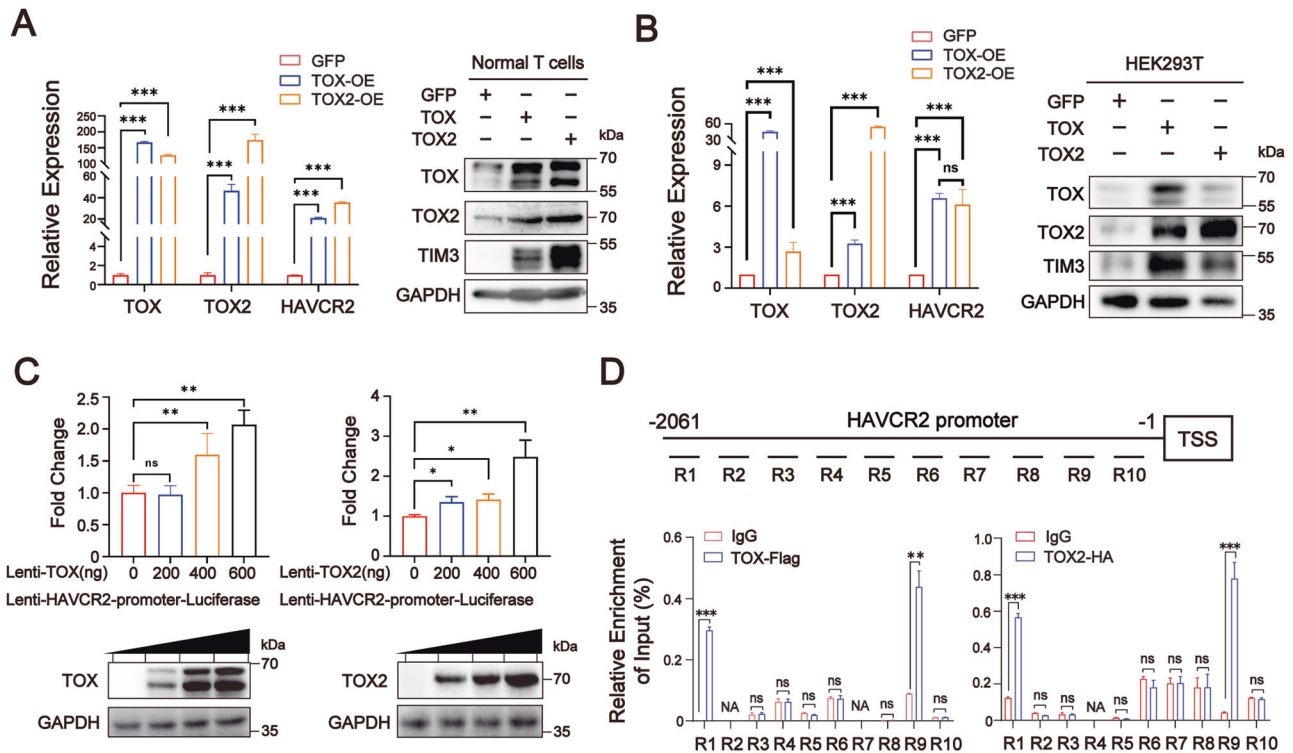 A
GFP
TOX-OE
TOX2-OE
Relative Expression
250
200
150
100
60
40
20
4
2
1
0
***
***
***
***
***
***
TOX TOX2 HAVCR2
Normal T cells
GFP + − −
TOX − + −
TOX2 − − +
kDa
TOX
70
55
TOX2
70
TIM3
55
GAPDH
35
B
GFP
TOX-OE
TOX2-OE
Relative Expression
60
30
9
6
3
0
***
***
***
***
***
***
ns
TOX TOX2 HAVCR2
HEK293T
GFP + − −
TOX − + −
TOX2 − − +
kDa
TOX
70
55
TOX2
70
TIM3
55
GAPDH
35
C
Fold Change
2.5
2.0
1.5
1.0
0.5
0
**
**
ns
Lenti-TOX(ng) 0 200 400 600
Lenti-HAVCR2-promoter-Luciferase
kDa
TOX
70
55
GAPDH
35
Fold Change
4
3
2
1
0
**
*
*
Lenti-TOX2(ng) 0 200 400 600
Lenti-HAVCR2-promoter-Luciferase
kDa
TOX2
70
GAPDH
35
D
-2061 HAVCR2 promoter -1 TSS
R1 R2 R3 R4 R5 R6 R7 R8 R9 R10
Relative Enrichment
of Input (%)
0.6
0.4
0.2
0
IgG
TOX-Flag
*** NA ns ns ns ns NA ns ** ns
R1 R2 R3 R4 R5 R6 R7 R8 R9 R10
1.0
0.8
0.6
0.4
0.2
0
IgG
TOX2-HA
*** ns ns NA ns ns ns ns *** ns
R1 R2 R3 R4 R5 R6 R7 R8 R9 R10